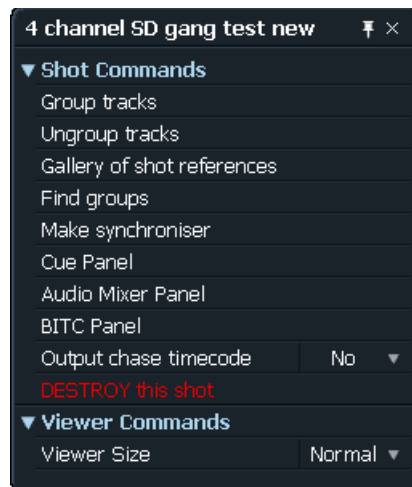 4 channel SD gang test new
Shot Commands
Group tracks
Ungroup tracks
Gallery of shot references
Find groups
Make synchroniser
Cue Panel
Audio Mixer Panel
BITC Panel
Output chase timecode No
DESTROY this shot
Viewer Commands
Viewer Size Normal